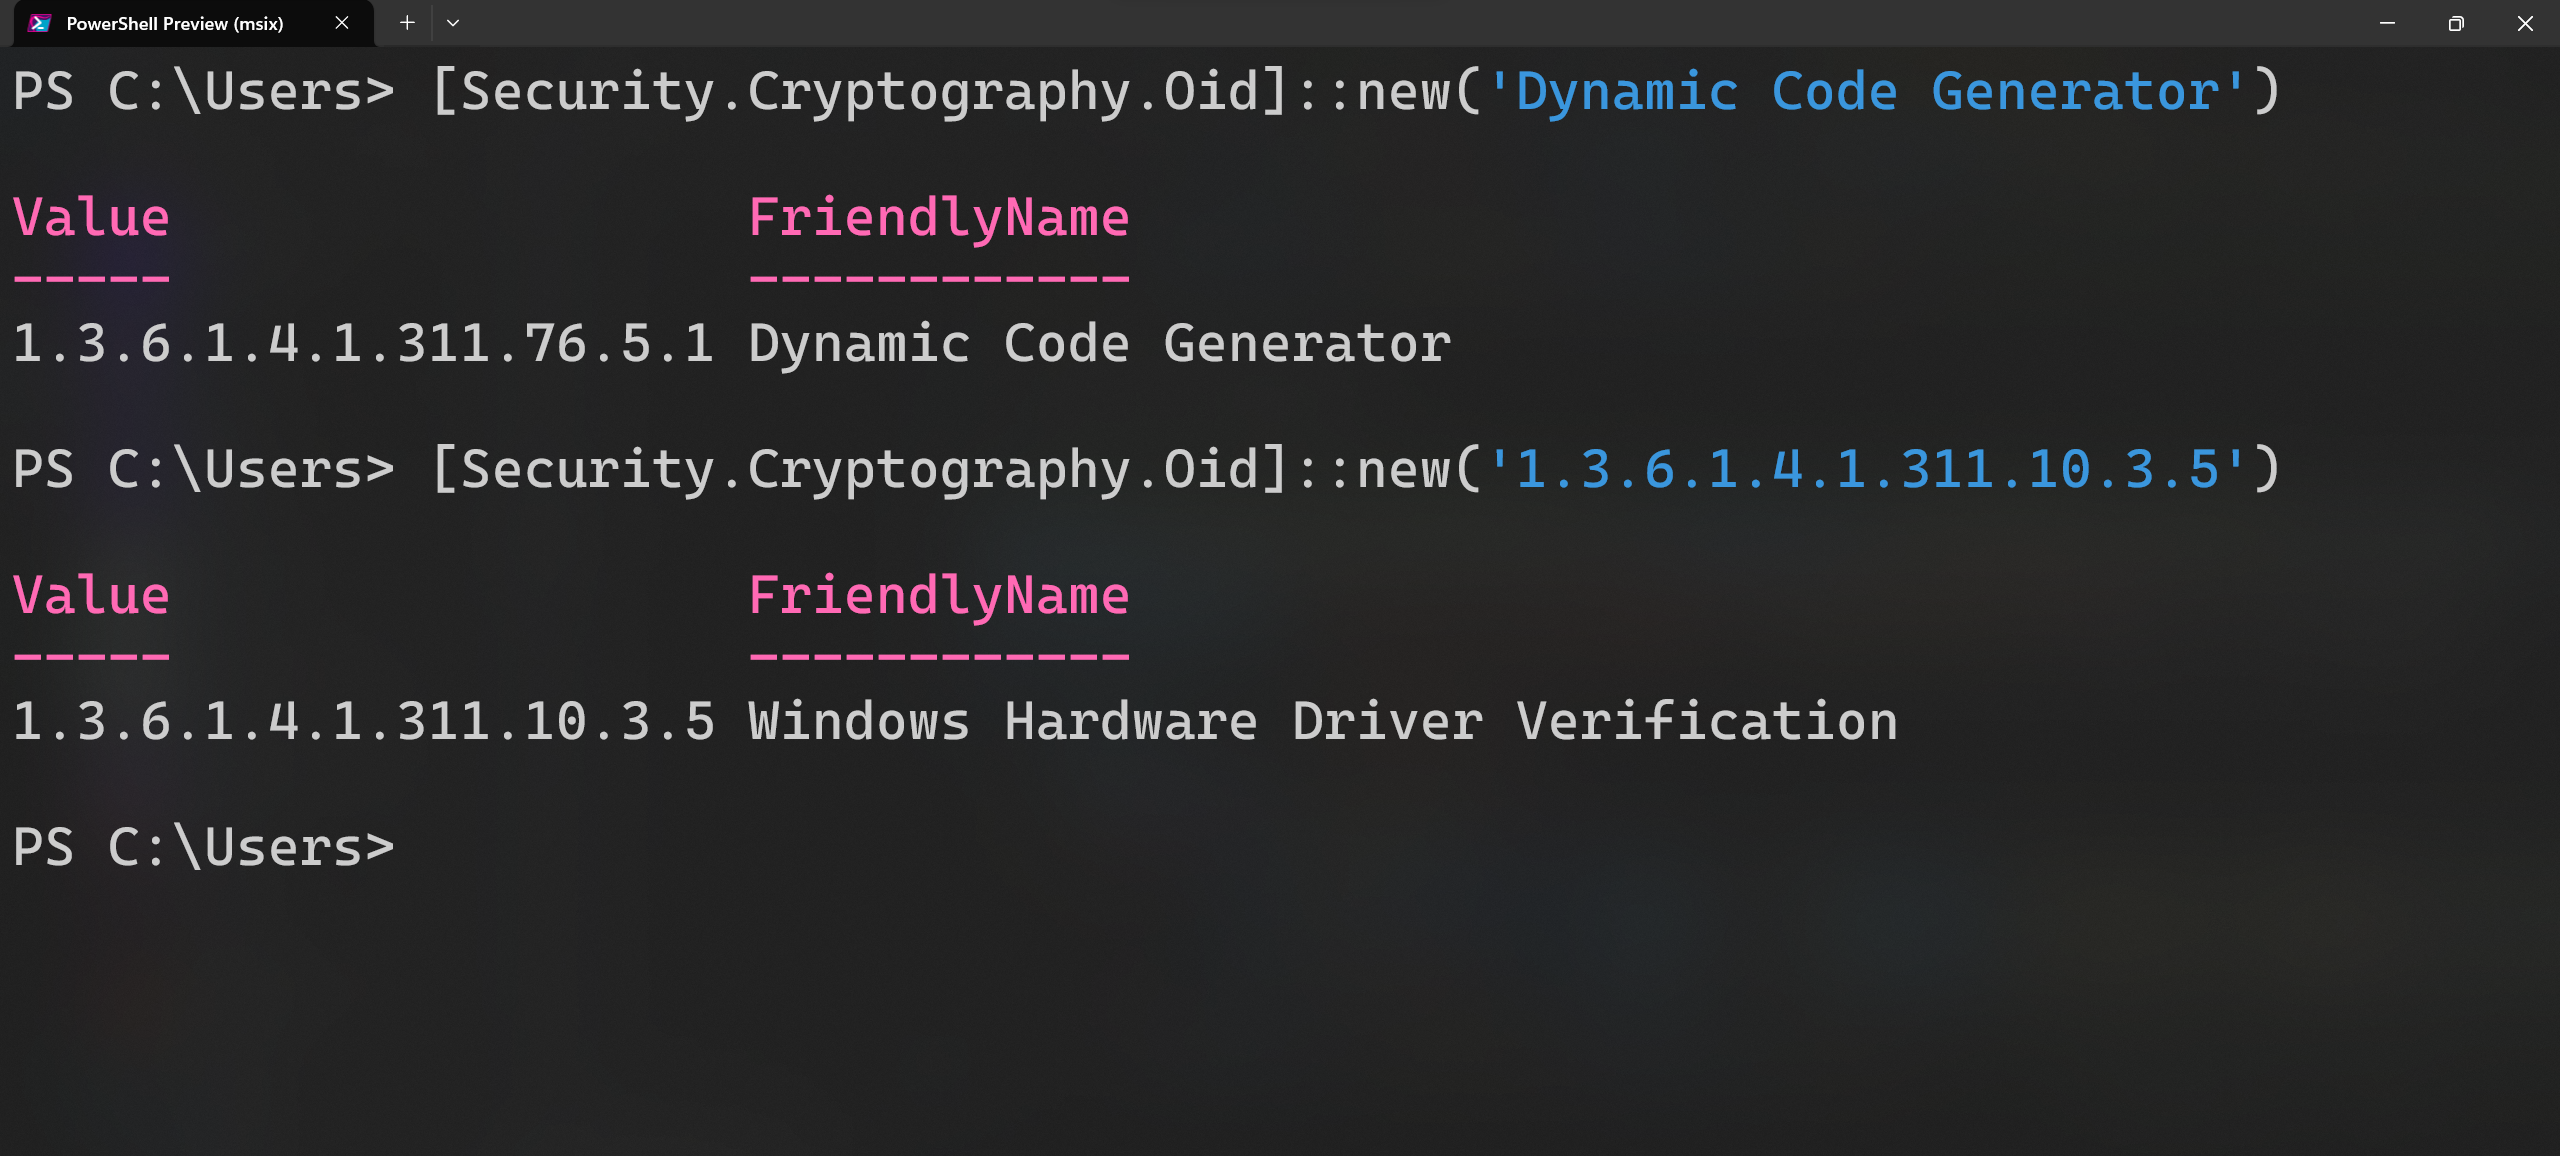 PowerShell Preview (msix)
PS C:\Users> [Security.Cryptography.Oid]::new('Dynamic Code Generator')
Value                  FriendlyName
-----                  ------------
1.3.6.1.4.1.311.76.5.1 Dynamic Code Generator
PS C:\Users> [Security.Cryptography.Oid]::new('1.3.6.1.4.1.311.10.3.5')
Value                  FriendlyName
-----                  ------------
1.3.6.1.4.1.311.10.3.5 Windows Hardware Driver Verification
PS C:\Users>